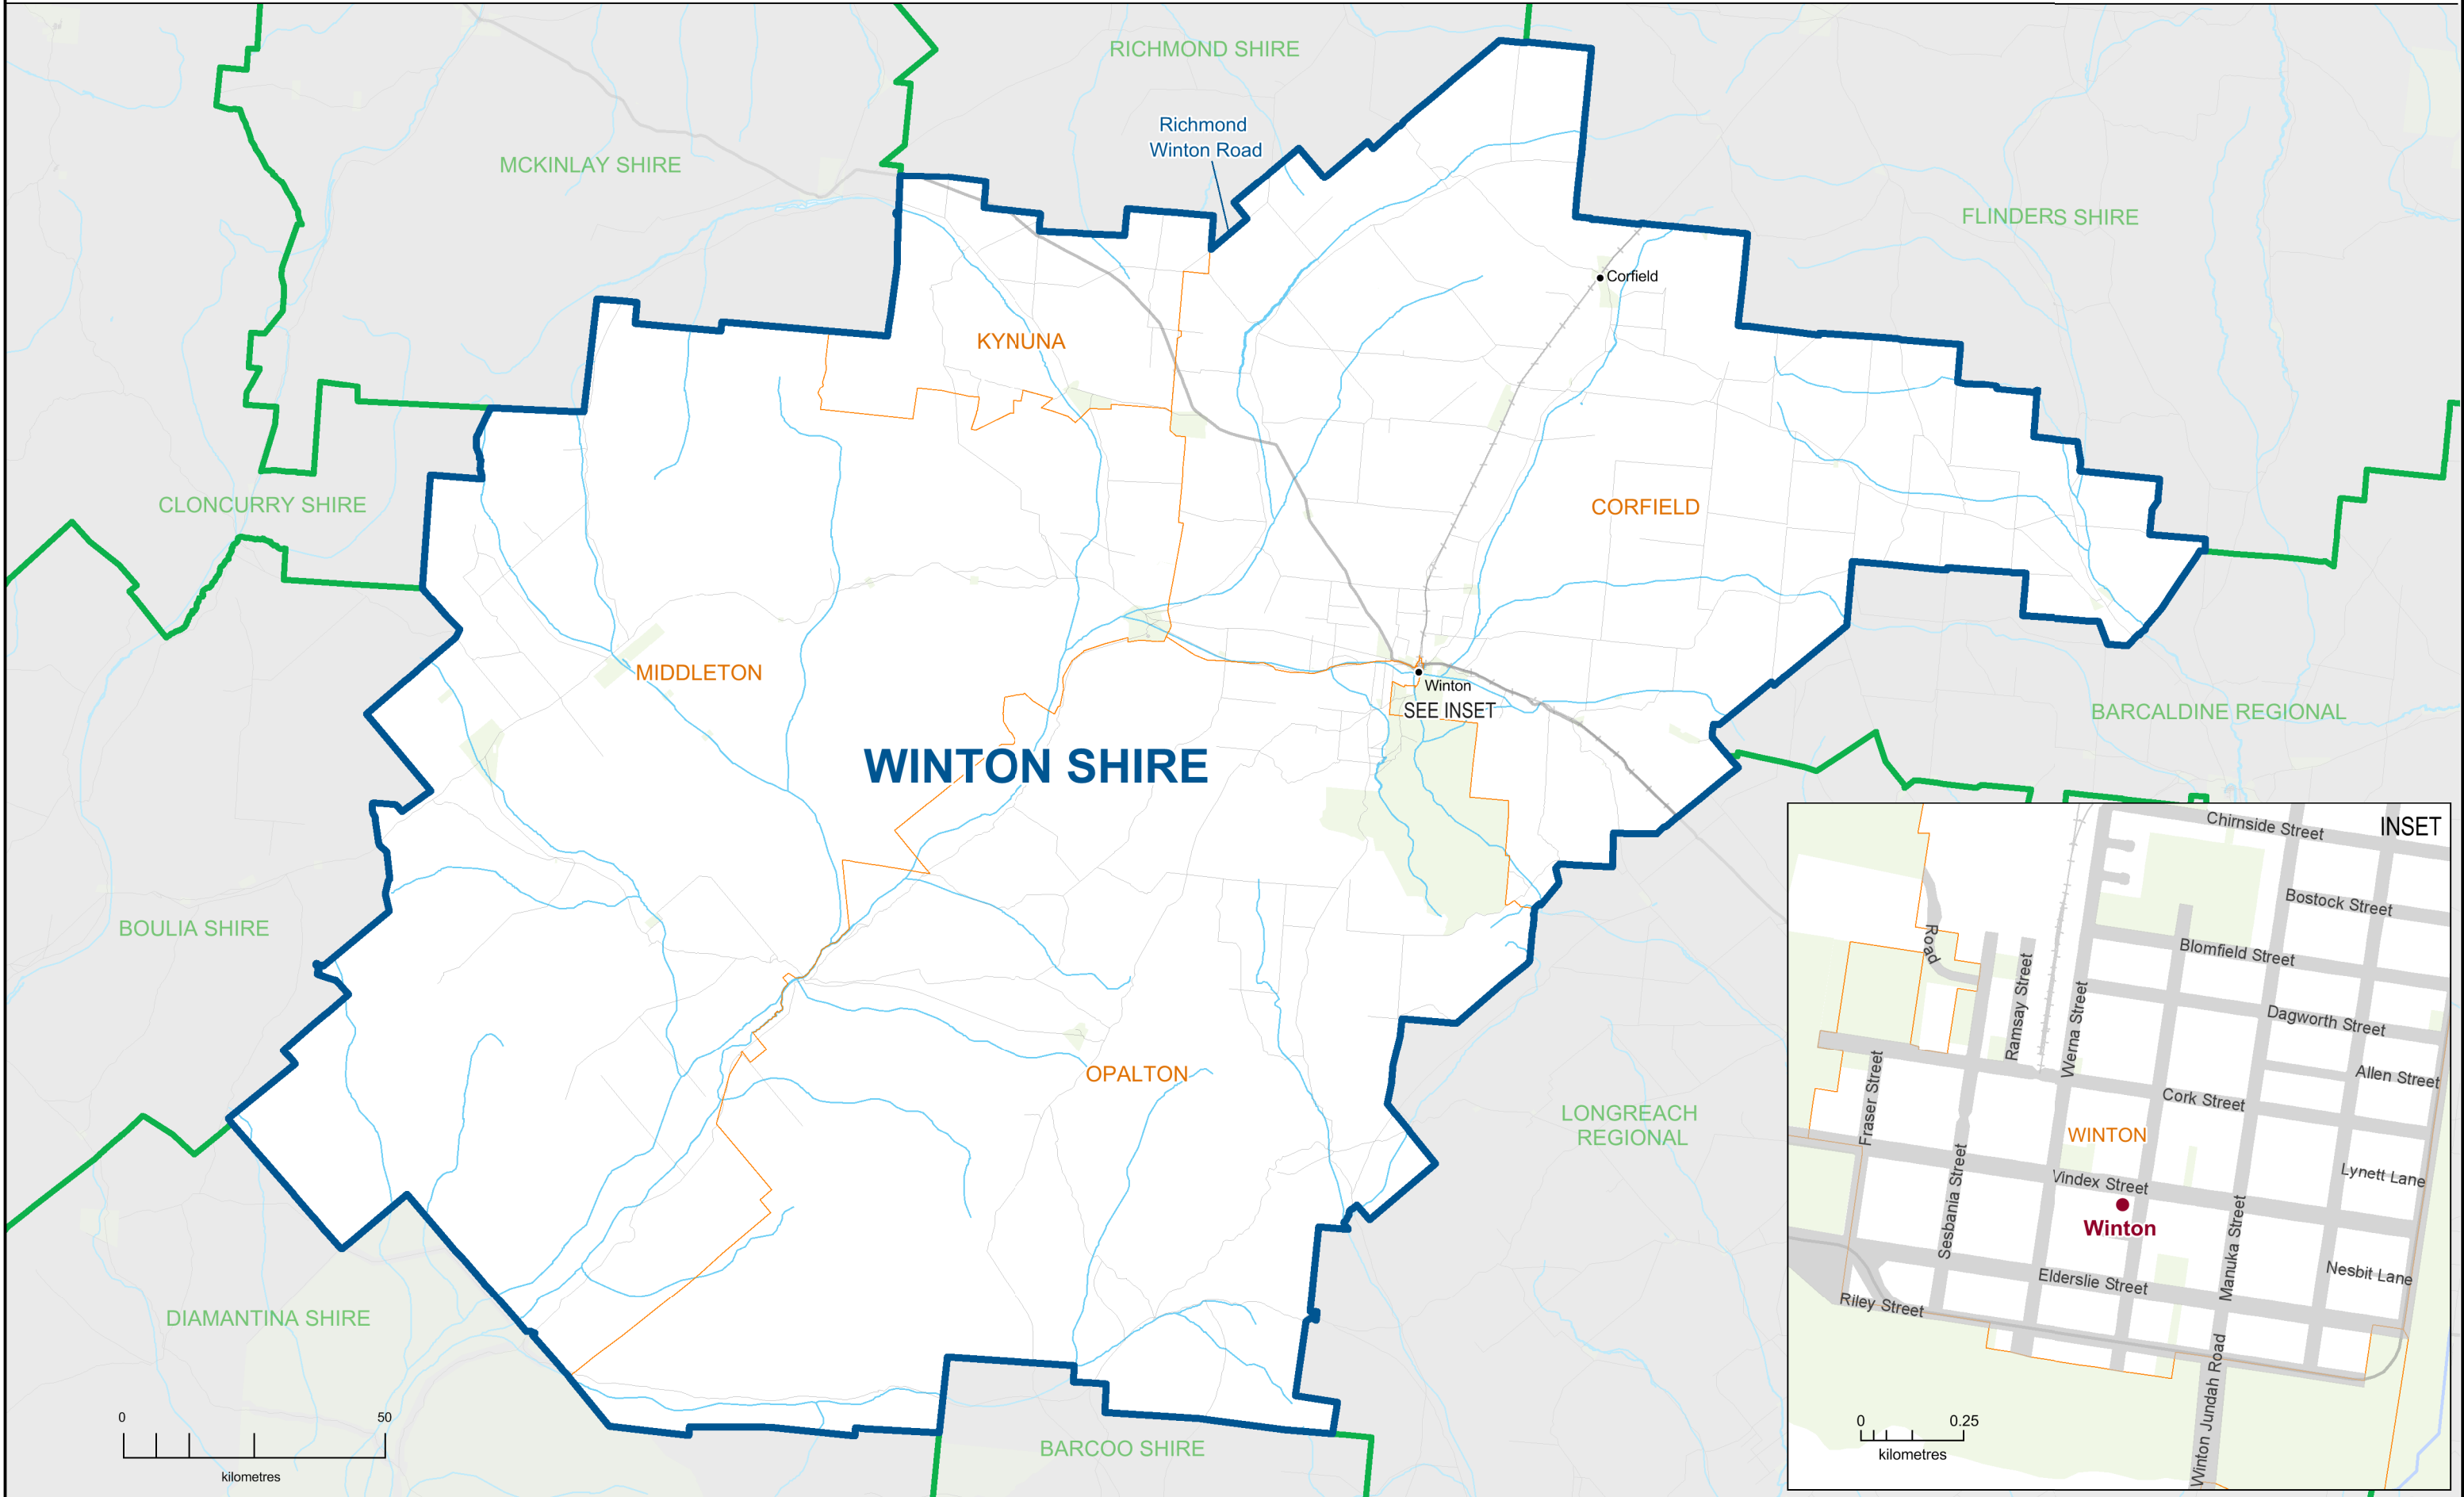 RICHMOND SHIRE
Richmond
Winton Road
MCKINLAY SHIRE
FLINDERS SHIRE
Corfield
KYNUNA
CLONCURRY SHIRE
CORFIELD
MIDDLETON
Winton
SEE INSET
WINTON SHIRE
BARCALDINE REGIONAL
BOULIA SHIRE
OPALTON
LONGREACH
REGIONAL
DIAMANTINA SHIRE
BARCOO SHIRE
0 50
kilometres
INSET
Chirnside Street
Bostock Street
Road
Blomfield Street
Ramsay Street
Werna Street
Dagworth Street
Allen Street
Fraser Street
Cork Street
WINTON
Lynett Lane
Vindex Street
Sesbania Street
Winton
Manuka Street
Nesbit Lane
Elderslie Street
Riley Street
Winton Jundah Road
0 0.25
kilometres